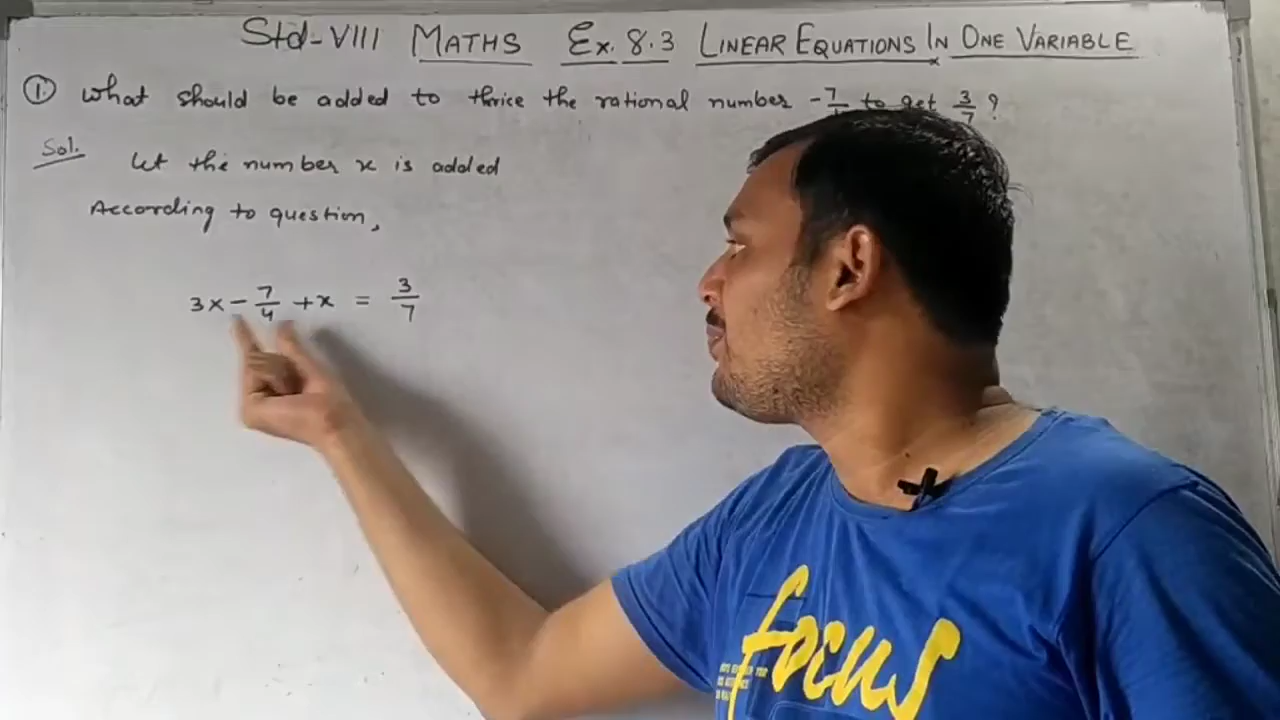 Std-VIII MATHS Ex. 8.3 LINEAR EQUATIONS IN ONE VARIABLE
① What should be added to thrice the rational number -7/ to get 3/7 ?
Sol. Let the number x is added
According to question,
3x - 7/4 + x = 3/7
focus